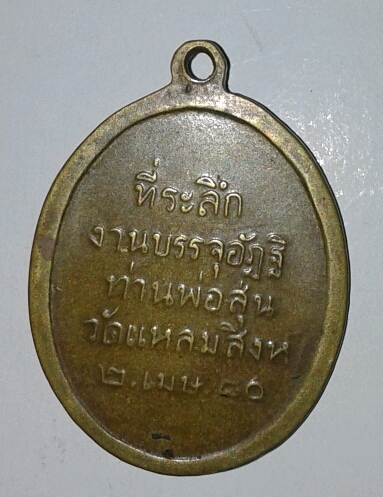 ที่ระลึก
งานบรรจุอัฏฐิ
ท่านพ่อสุ่น
วัดแหลมสิงห์
๒.เมษ.๒๐